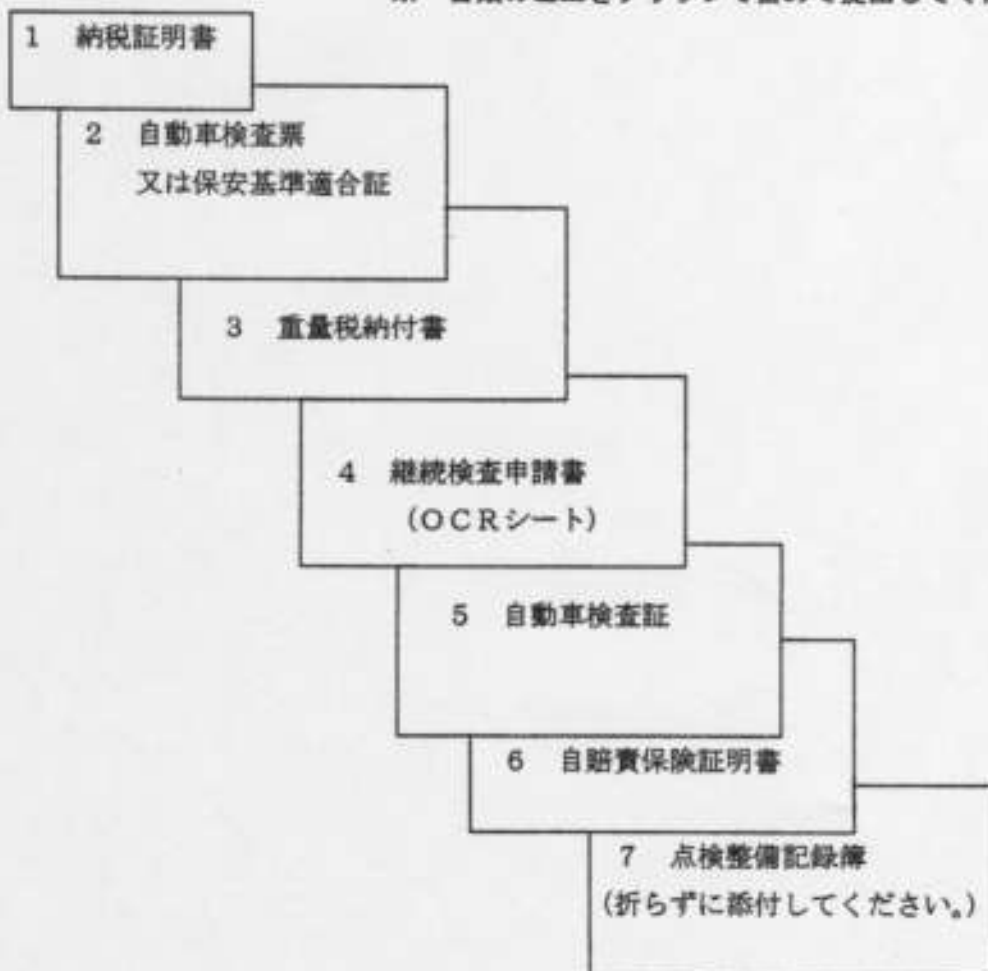 1 納税証明書
2 自動車検査票
又は保安基準適合証
3 重量税納付書
4 継続検査申請書
(OCRシート)
5 自動車検査証
6 自賠責保険証明書
7 点検整備記録簿
(折らずに添付してください。)